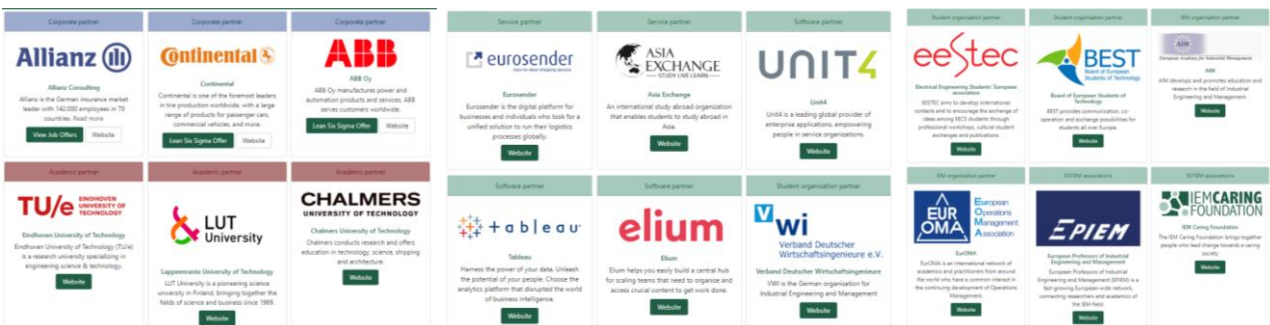 Corporate partner
Allianz
Allianz Consulting
Allianz is the German insurance market
leader with 142.000 employees in 70
countries. Read more
View Job Offers Website
Corporate partner
Continental
Continental
Continental is one of the foremost leaders
in tire production worldwide, with a large
range of products for passenger cars,
commercial vehicles, and more.
Lean Six Sigma Offer Website
Corporate partner
ABB
ABB Oy
ABB Oy manufactures power and
automation products and services. ABB
serves customers worldwide.
Lean Six Sigma Offer Website
Academic partner
TU/e EINDHOVEN
UNIVERSITY OF
TECHNOLOGY
Eindhoven University of Technology
Eindhoven University of Technology (TU/e)
is a research university specializing in
engineering science & technology.
Website
Academic partner
LUT
University
Lappeenranta University of Technology
LUT University is a pioneering science
university in Finland, bringing together the
fields of science and business since 1969.
Website
Academic partner
CHALMERS
UNIVERSITY OF TECHNOLOGY
Chalmers University of Technology
Chalmers conducts research and offers
education in technology, science, shipping
and architecture.
Website
Service partner
eurosender
door-to-door shipping service
Eurosender
Eurosender is the digital platform for
businesses and individuals who look for a
unified solution to run their logistics
processes globally.
Website
Service partner
ASIA
EXCHANGE
STUDY LIVE LEARN
Asia Exchange
An international study abroad organization
that enables students to study abroad in
Asia.
Website
Software partner
UNIT4
Unit4
Unit4 is a leading global provider of
enterprise applications, empowering
people in service organizations.
Website
Software partner
+ableau
Tableau
Harness the power of your data. Unleash
the potential of your people. Choose the
analytics platform that disrupted the world
of business intelligence.
Website
Software partner
elium
Elium
Elium helps you easily build a central hub
for scaling teams that need to organise and
access crucial content to get work done.
Website
Student organisation partner
V
wi
Verband Deutscher
Wirtschaftsingenieure e.V.
Verband Deutscher Wirtschaftsingenieure
VWI is the German organisation for
Industrial Engineering and Management
Website
Student organisation partner
eestec
Electrical Engineering Students' European
association
EESTEC aims to develop international
contacts and to encourage the exchange of
ideas among EECS students through
professional workshops, cultural student
exchanges and publications.
Website
Student organisation partner
BEST
Board of European
Students of Technology
Board of European Students of
Technology
BEST provides communication, co-
operation and exchange possibilities for
students all over Europe.
Website
IEM organisation partner
AIM
European Academy for Industrial Management
AIM
AIM develops and promotes education and
research in the field of Industrial
Engineering and Management.
Website
IEM organisation partner
EUR
OMA
European
Operations
Management
Association
EurOMA
EurOMA is an international network of
academics and practitioners from around
the world who have a common interest in
the continuing development of Operations
Management.
Website
ESTIEM associations
EPIEM
European Professors of Industrial
Engineering and Management
European Professors of Industrial
Engineering and Management (EPIEM) is a
fast-growing European-wide network,
connecting researchers and academics of
the IEM-field.
Website
ESTIEM associations
IEMCARING
FOUNDATION
IEM Caring Foundation
The IEM Caring Foundation brings together
people who lead change towards a caring
society.
Website